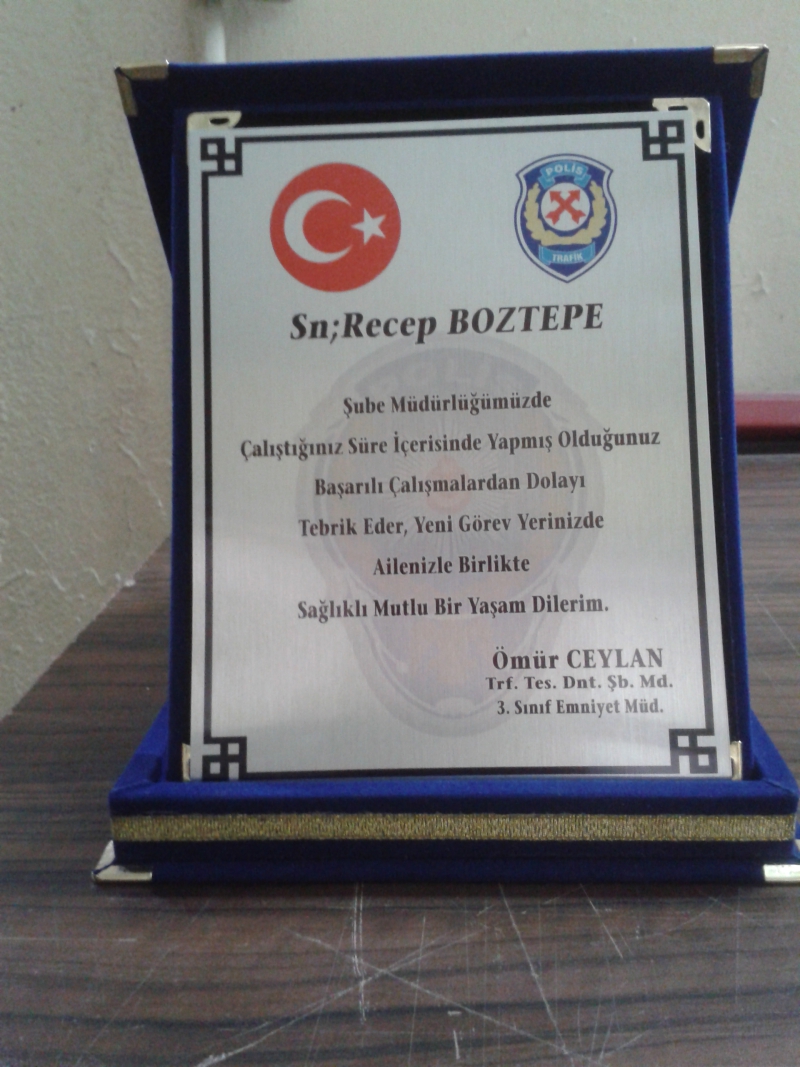 POLİS
TRAFİK
Sn;Recep BOZTEPE
Şube Müdürlüğümüzde
Çalıştığınız Süre İçerisinde Yapmış Olduğunuz
Başarılı Çalışmalardan Dolayı
Tebrik Eder, Yeni Görev Yerinizde
Ailenizle Birlikte
Sağlıklı Mutlu Bir Yaşam Dilerim.
Ömür CEYLAN
Trf. Tes. Dnt. Şb. Md.
3. Sınıf Emniyet Müd.